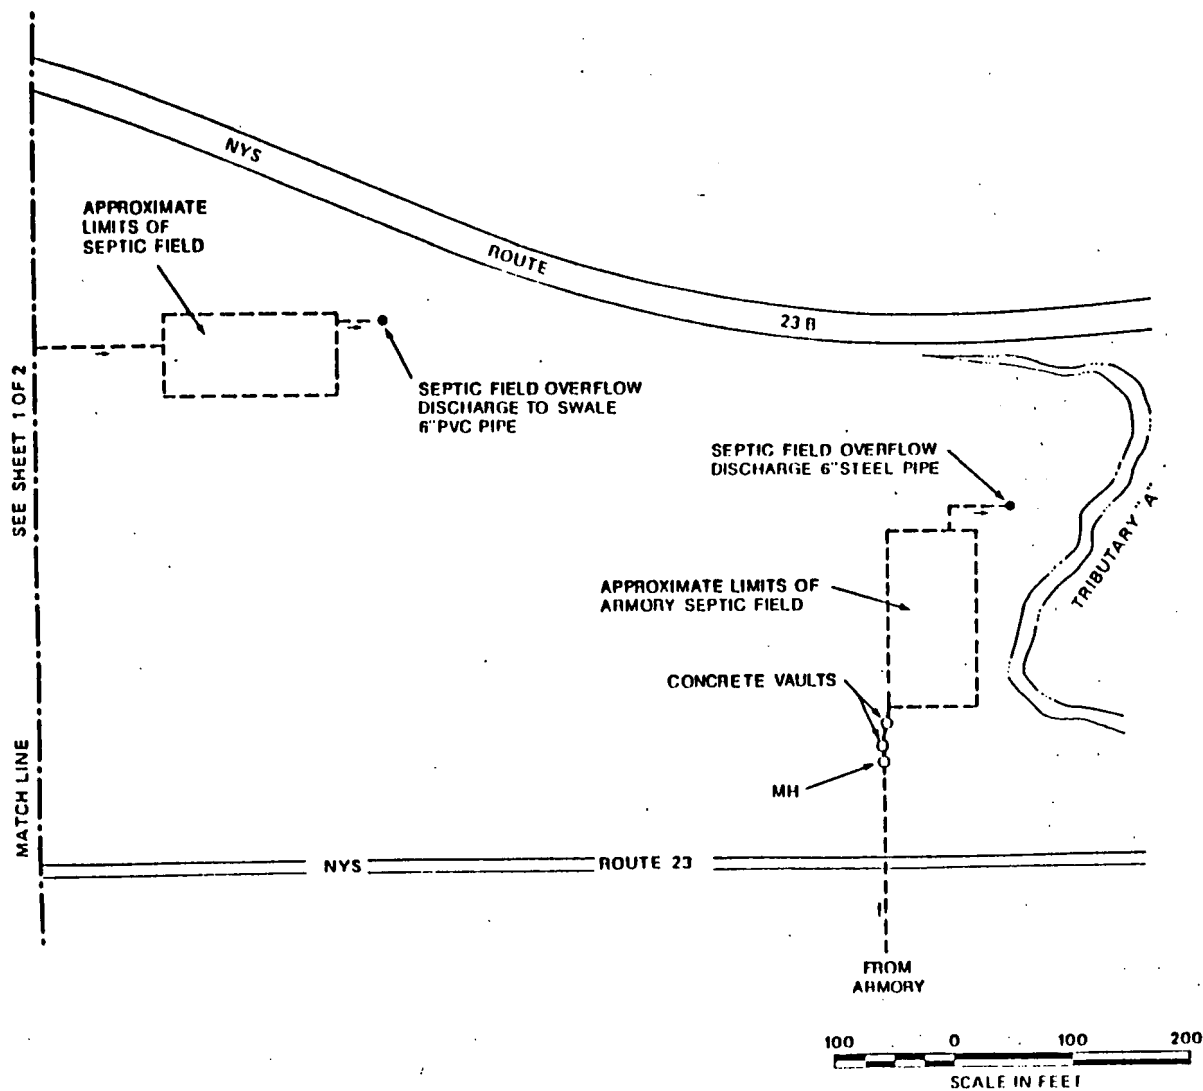 NYS
ROUTE
23 B
APPROXIMATE
LIMITS OF
SEPTIC FIELD
SEPTIC FIELD OVERFLOW
DISCHARGE TO SWALE
6" PVC PIPE
SEE SHEET 1 OF 2
SEPTIC FIELD OVERFLOW
DISCHARGE 6" STEEL PIPE
TRIBUTARY "A"
APPROXIMATE LIMITS OF
ARMORY SEPTIC FIELD
CONCRETE VAULTS
MH
MATCH LINE
NYS ROUTE 23
FROM
ARMORY
100 0 100 200
SCALE IN FEET